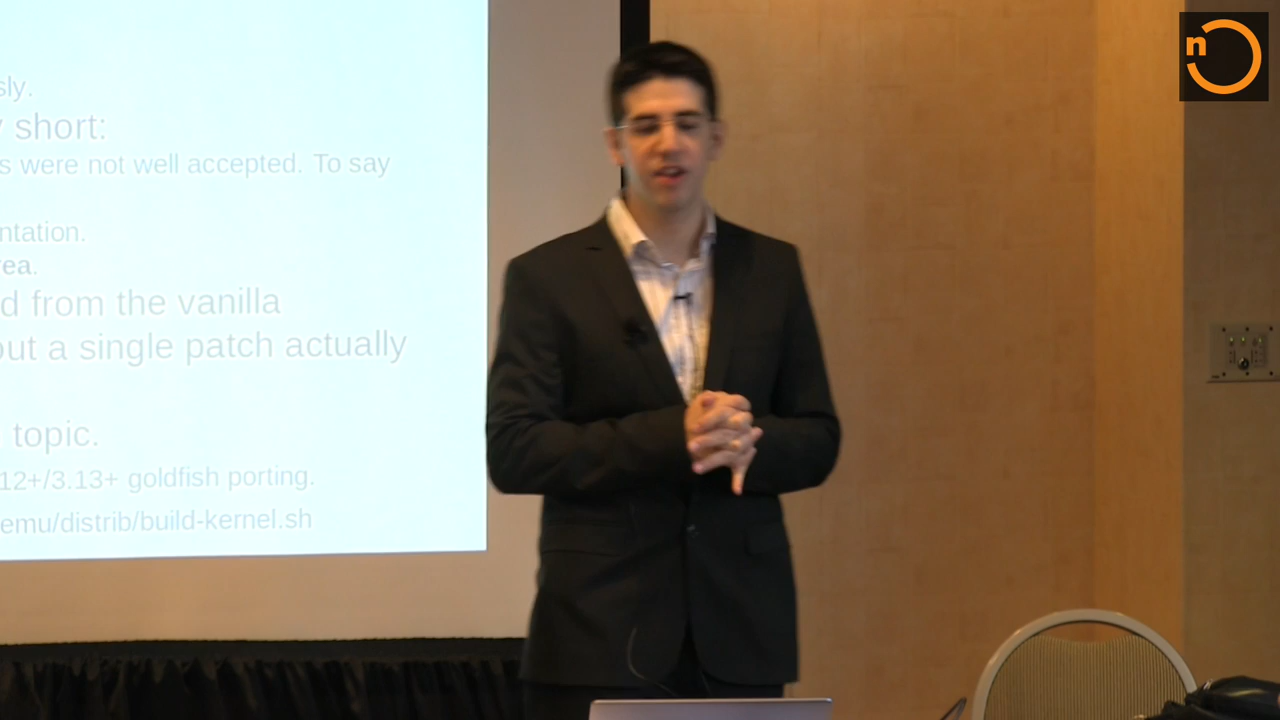 sly.
short:
s were not well accepted. To say
ntation.
rea.
d from the vanilla
out a single patch actually
topic.
12+/3.13+ goldfish porting.
emu/distrib/build-kernel.sh
n